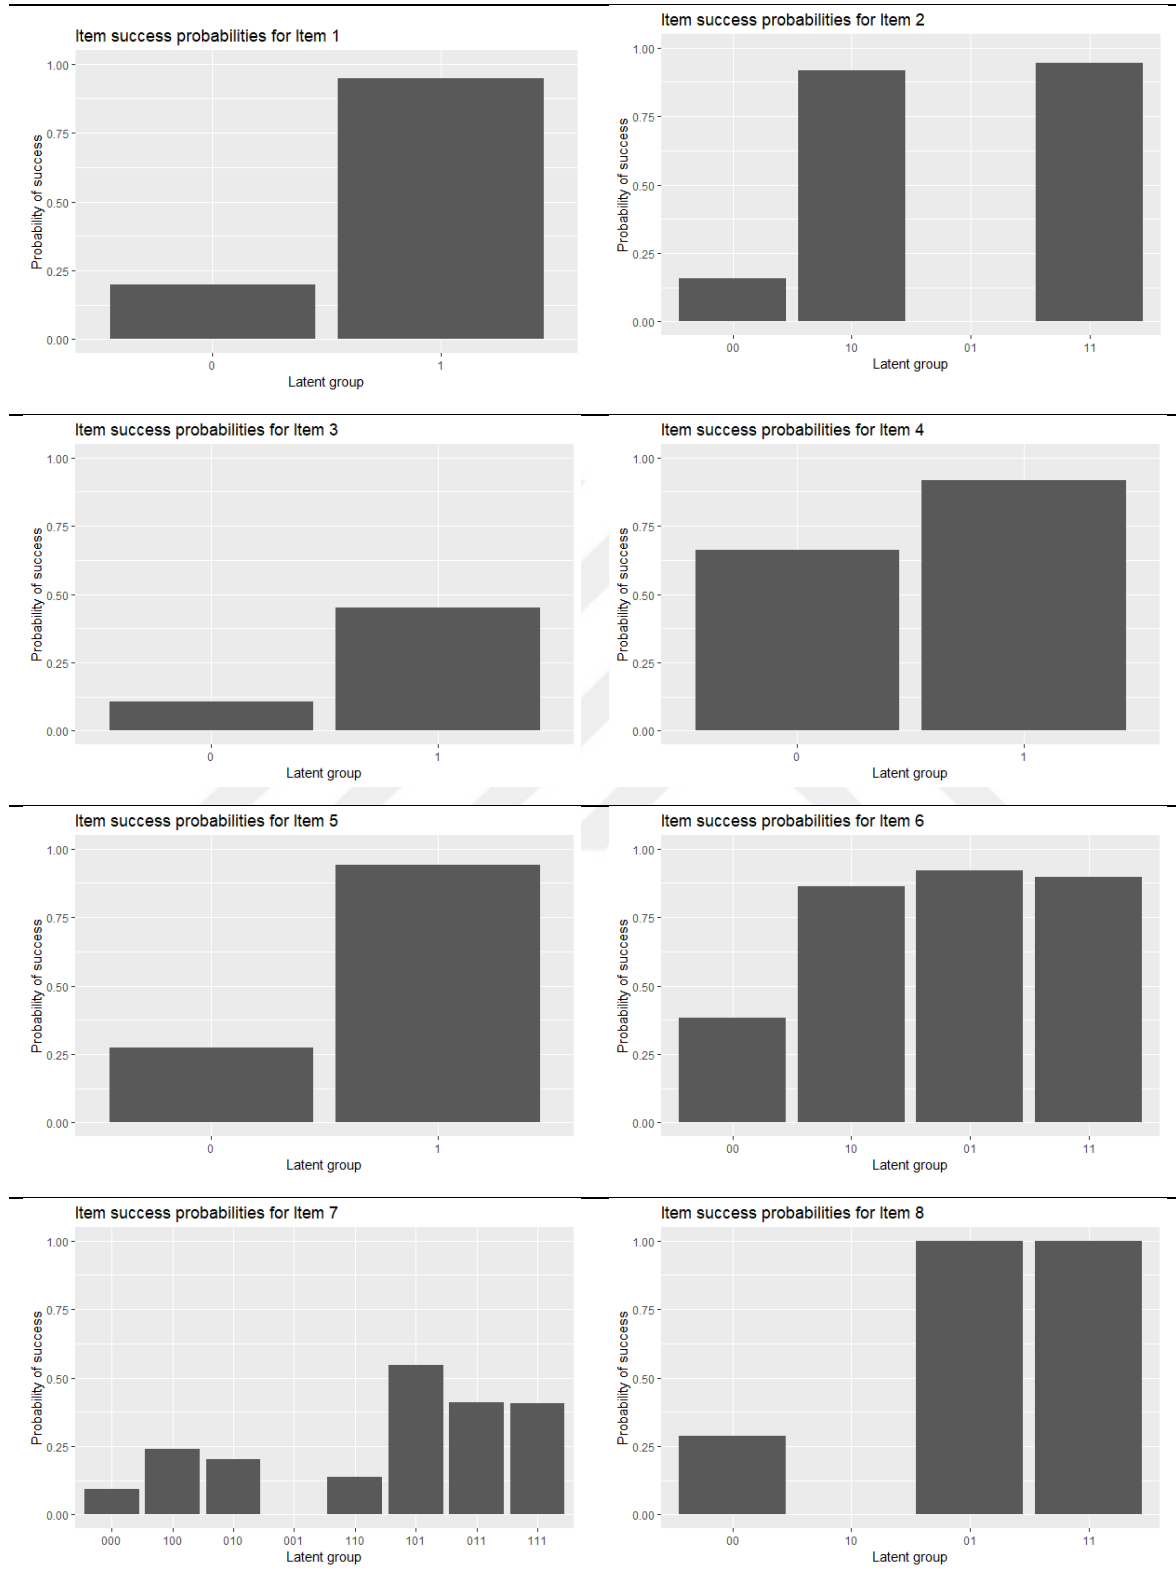 Item success probabilities for Item 1
Probability of success
1.00
0.75
0.50
0.25
0.00
0 1
Latent group
Item success probabilities for Item 2
Probability of success
1.00
0.75
0.50
0.25
0.00
00 10 01 11
Latent group
Item success probabilities for Item 3
Probability of success
1.00
0.75
0.50
0.25
0.00
0 1
Latent group
Item success probabilities for Item 4
Probability of success
1.00
0.75
0.50
0.25
0.00
0 1
Latent group
Item success probabilities for Item 5
Probability of success
1.00
0.75
0.50
0.25
0.00
0 1
Latent group
Item success probabilities for Item 6
Probability of success
1.00
0.75
0.50
0.25
0.00
00 10 01 11
Latent group
Item success probabilities for Item 7
Probability of success
1.00
0.75
0.50
0.25
0.00
000 100 010 001 110 101 011 111
Latent group
Item success probabilities for Item 8
Probability of success
1.00
0.75
0.50
0.25
0.00
00 10 01 11
Latent group